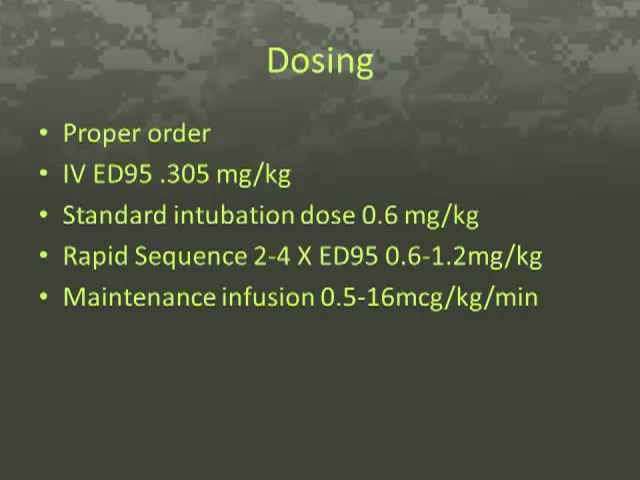 Dosing
• Proper order
• IV ED95 .305 mg/kg
• Standard intubation dose 0.6 mg/kg
• Rapid Sequence 2-4 X ED95 0.6-1.2mg/kg
• Maintenance infusion 0.5-16mcg/kg/min